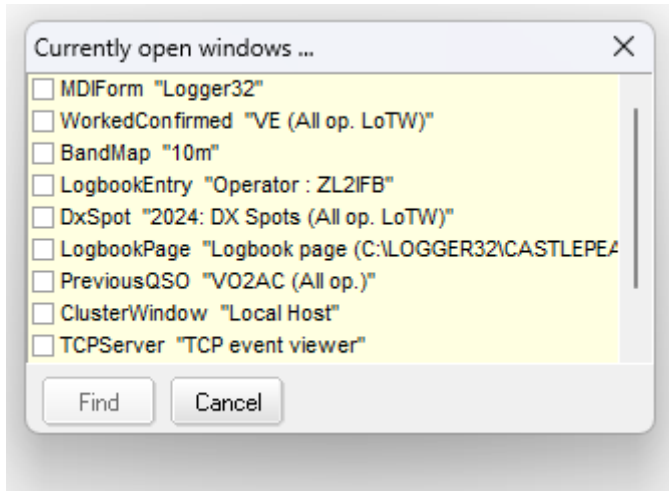 Currently open windows ...
MDIForm "Logger32"
WorkedConfirmed "VE (All op. LoTW)"
BandMap "10m"
LogbookEntry "Operator : ZL2IFB"
DxSpot "2024: DX Spots (All op. LoTW)"
LogbookPage "Logbook page (C:\LOGGER32\CASTLEPEA
PreviousQSO "VO2AC (All op.)"
ClusterWindow "Local Host"
TCPServer "TCP event viewer"
Find Cancel